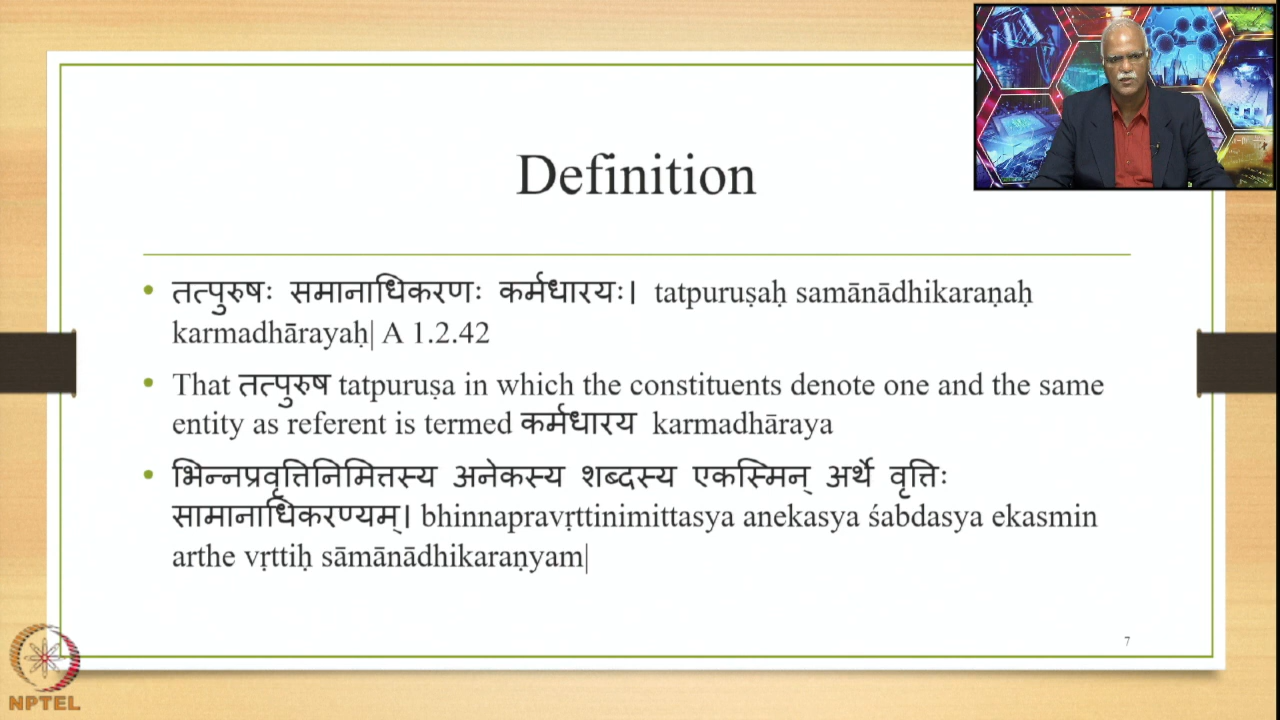 Definition
• तत्पुरुषः समानाधिकरणः कर्मधारयः। tatpuruṣaḥ samānādhikaraṇaḥ
karmadhārayaḥ| A 1.2.42
• That तत्पुरुष tatpuruṣa in which the constituents denote one and the same
entity as referent is termed कर्मधारय karmadhāraya
• भिन्नप्रवृत्तिनिमित्तस्य अनेकस्य शब्दस्य एकस्मिन् अर्थे वृत्तिः
सामानाधिकरण्यम्। bhinnapravṛttinimittasya anekasya śabdasya ekasmin
arthe vṛttiḥ sāmānādhikaraṇyam|
7
NPTEL